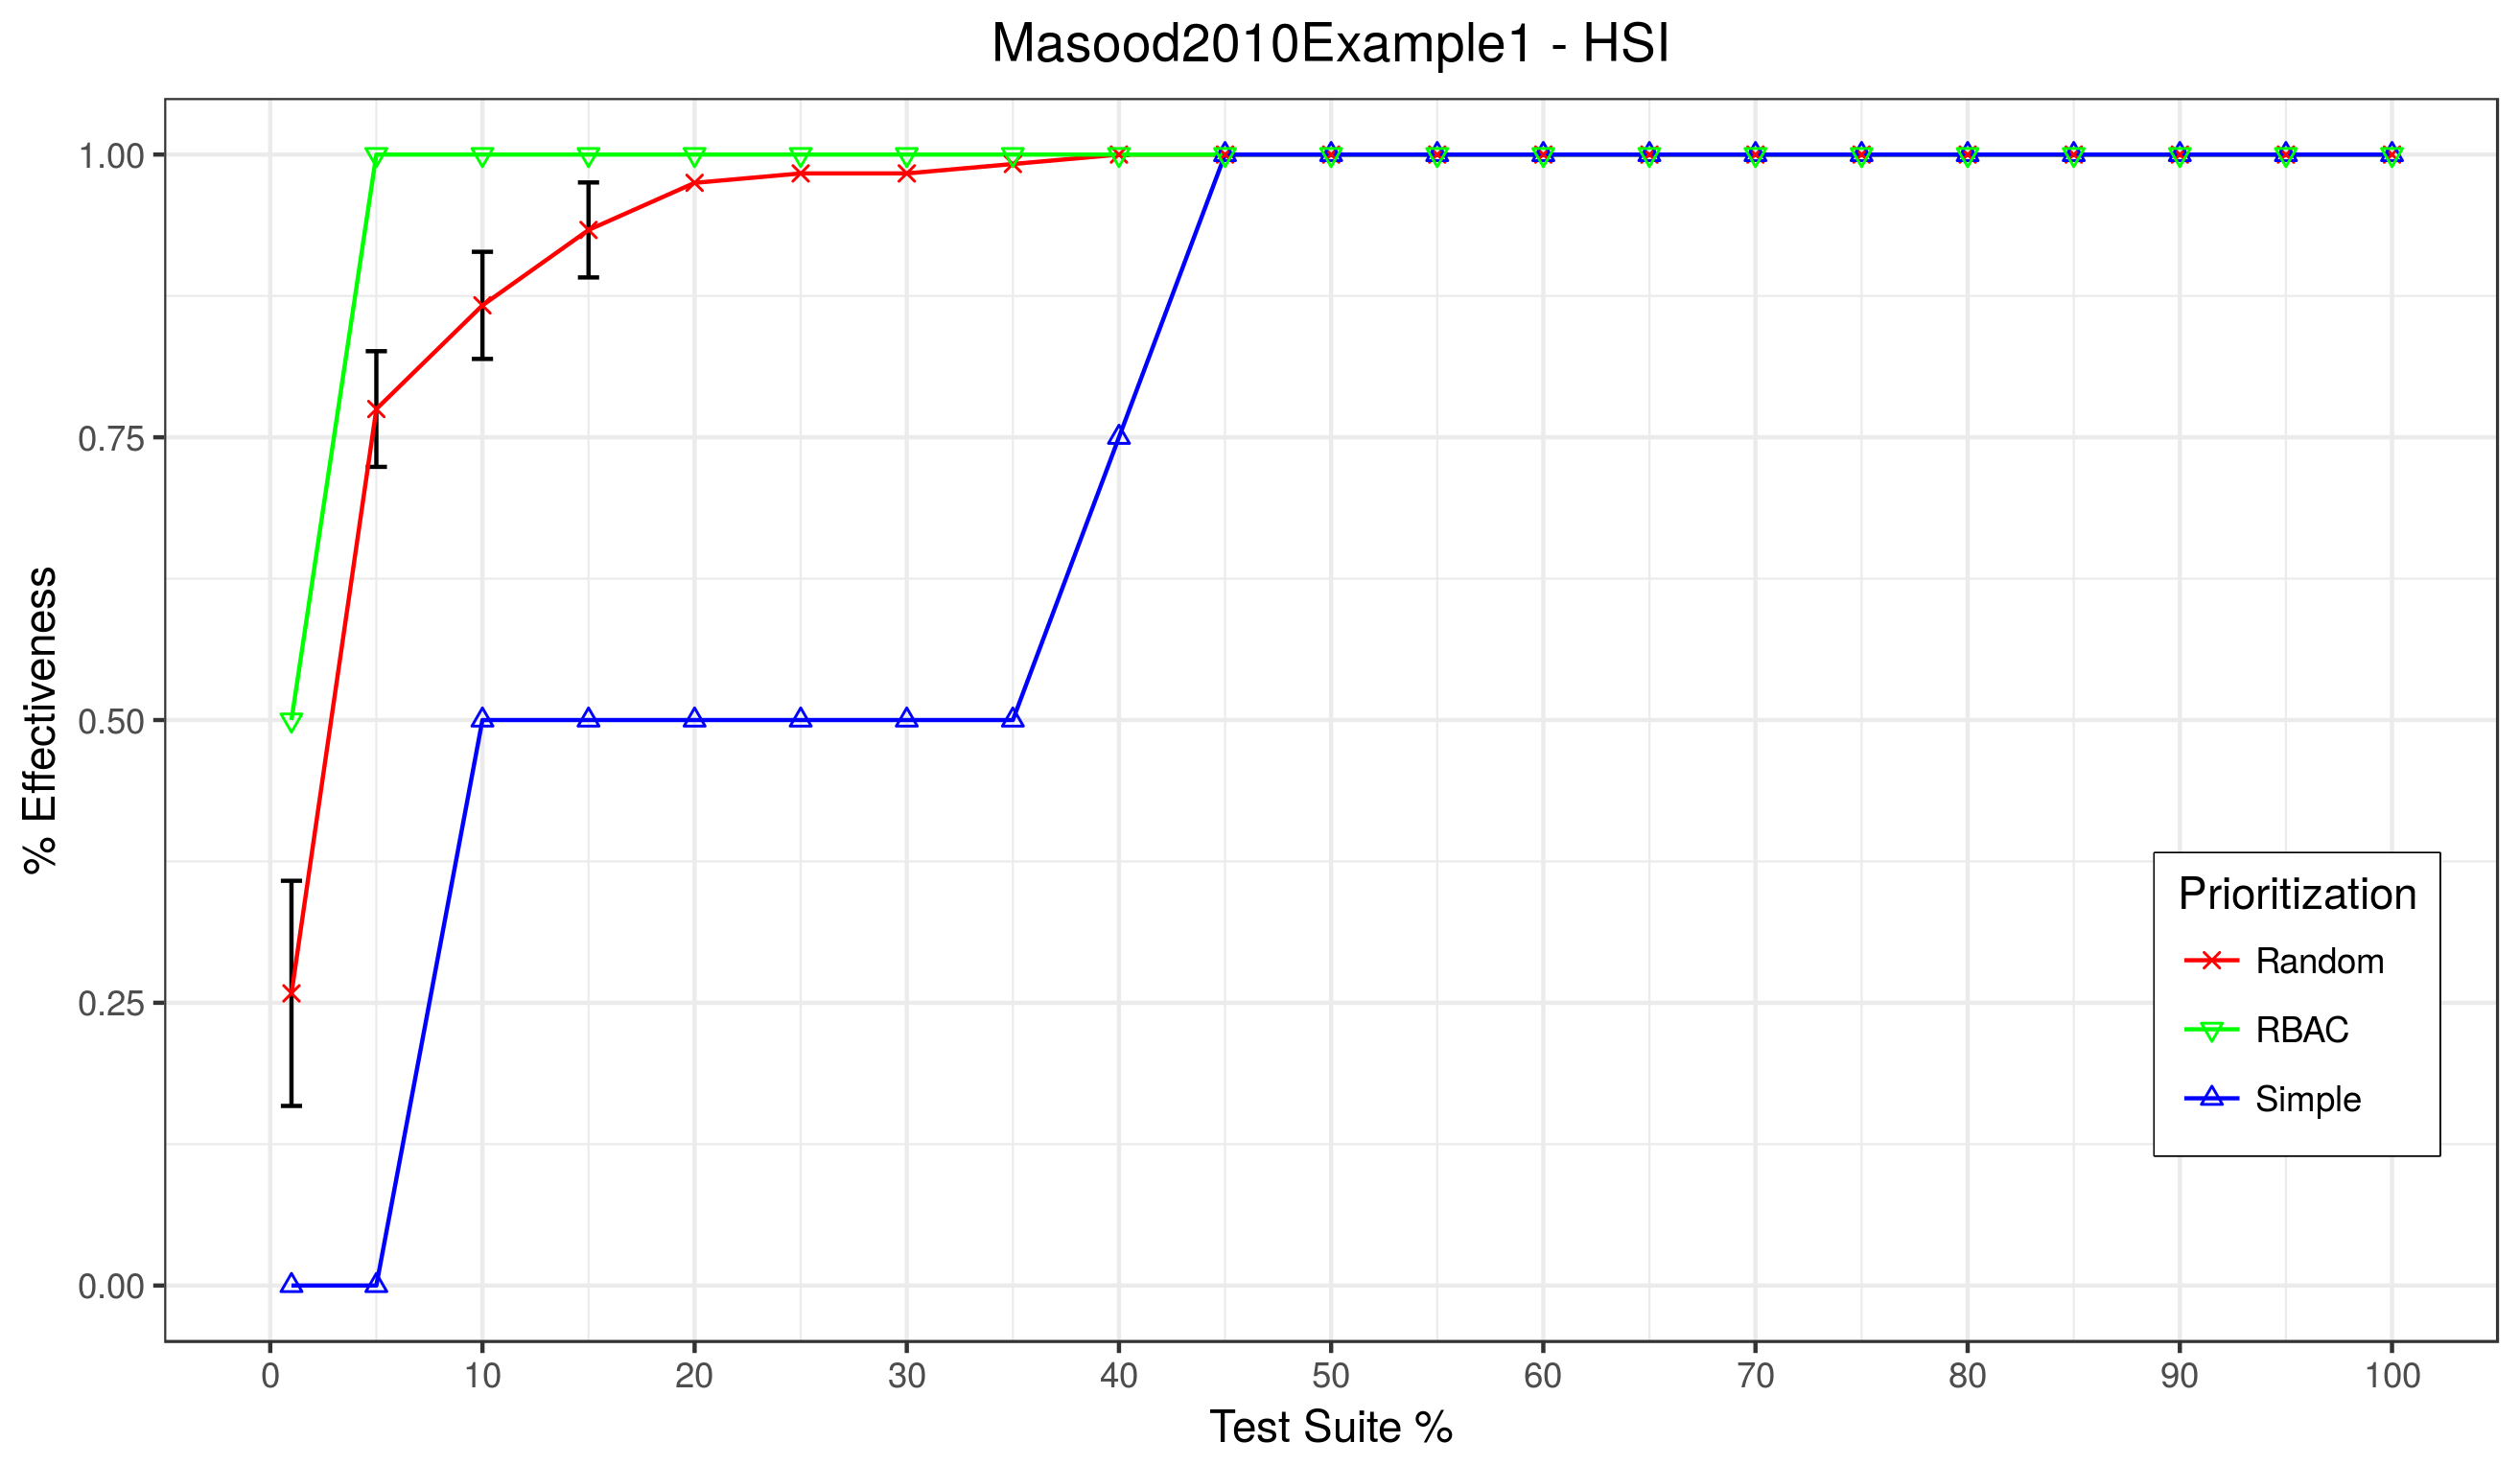 Masood2010Example1 - HSI
% Effectiveness
1.00
0.75
0.50
0.25
0.00
Prioritization
Random
RBAC
Simple
0 10 20 30 40 50 60 70 80 90 100
Test Suite %